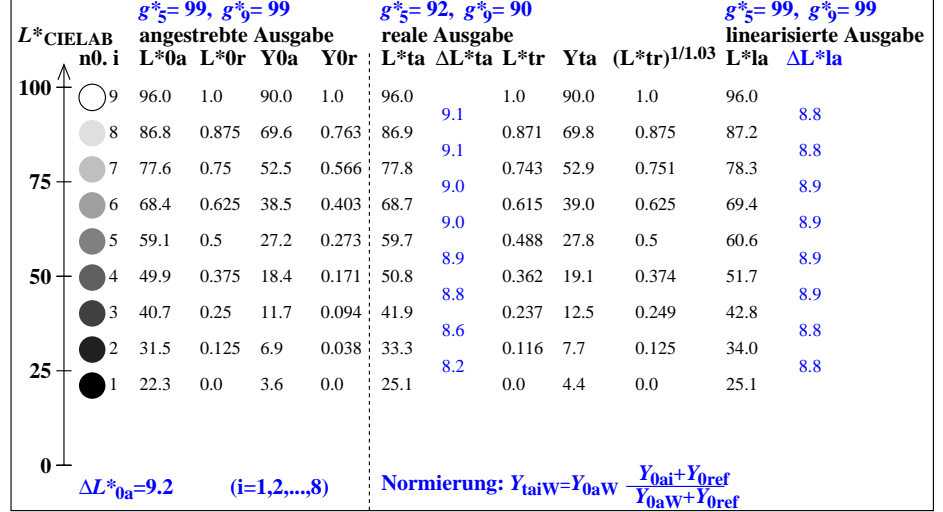 g*5= 99, g*9= 99 g*5= 92, g*9= 90 g*5= 99, g*9= 99
L*CIELAB angestrebte Ausgabe reale Ausgabe linearisierte Ausgabe
n0. i L*0a L*0r Y0a Y0r L*ta ΔL*ta L*tr Yta (L*tr)1/1.03 L*la ΔL*la
100 9 96.0 1.0 90.0 1.0 96.0 1.0 90.0 1.0 96.0
9.1 8.8
8 86.8 0.875 69.6 0.763 86.9 0.871 69.8 0.875 87.2
9.1 8.8
7 77.6 0.75 52.5 0.566 77.8 0.743 52.9 0.751 78.3
75 9.0 8.9
6 68.4 0.625 38.5 0.403 68.7 0.615 39.0 0.625 69.4
9.0 8.9
5 59.1 0.5 27.2 0.273 59.7 0.488 27.8 0.5 60.6
8.9 8.9
50 4 49.9 0.375 18.4 0.171 50.8 0.362 19.1 0.374 51.7
8.8 8.9
3 40.7 0.25 11.7 0.094 41.9 0.237 12.5 0.249 42.8
8.6 8.8
2 31.5 0.125 6.9 0.038 33.3 0.116 7.7 0.125 34.0
25 8.2 8.8
1 22.3 0.0 3.6 0.0 25.1 0.0 4.4 0.0 25.1
0
ΔL*0a=9.2 (i=1,2,...,8) Normierung: YtaiW=Y0aW Y0ai+Y0ref
Y0aW+Y0ref